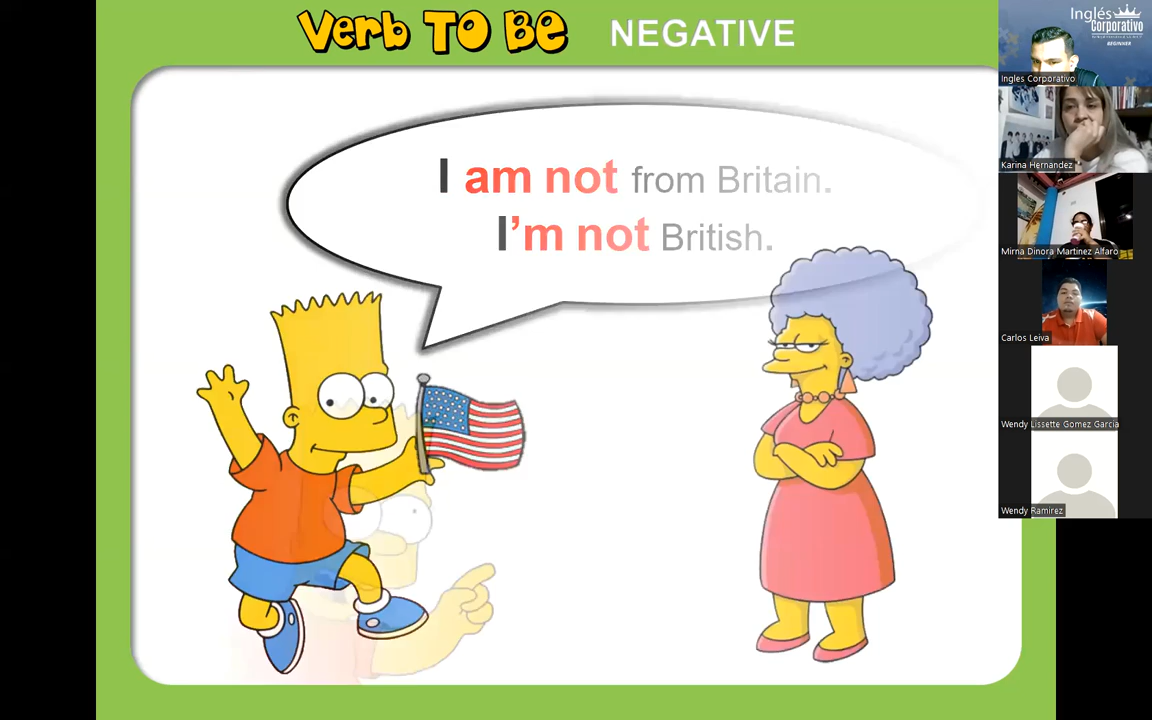 Verb TO BE NEGATIVE
I am not from Britain.
I'm not British.
Inglés
Corporativo
BEGINNER
Ingles Corporativo
Karina Hernandez
Mirna Dinora Martinez Alfaro
Carlos Leiva
Wendy Lissette Gomez Garcia
Wendy Ramirez